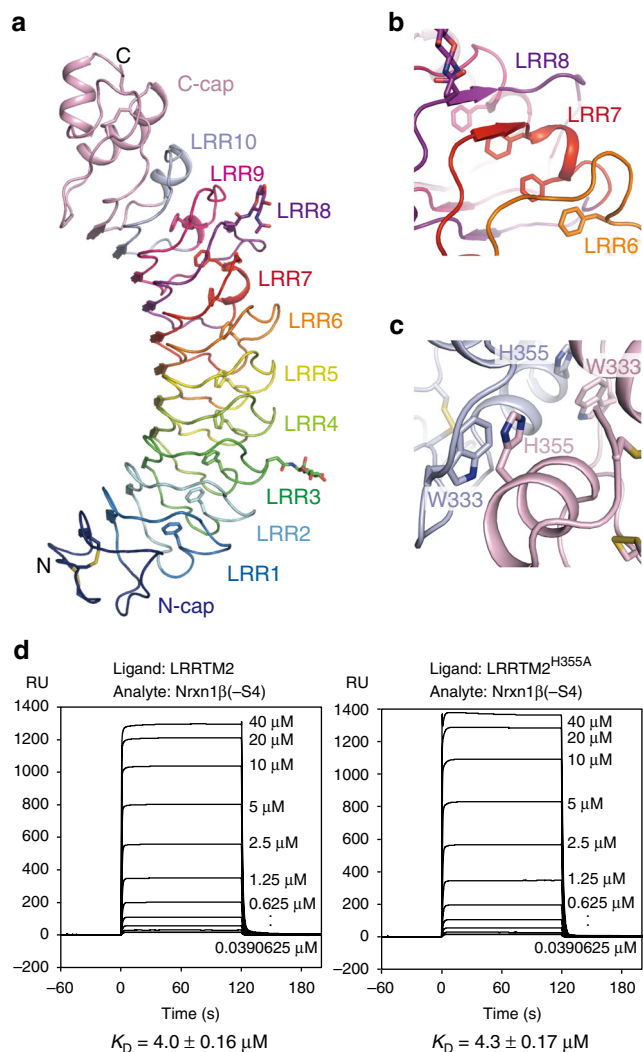 a
C
C-cap
LRR10
LRR9
LRR8
LRR7
LRR6
LRR5
LRR4
LRR3
LRR2
LRR1
N
N-cap
b
LRR8
LRR7
LRR6
c
H355
W333
H355
W333
d
Ligand: LRRTM2
Analyte: Nrxn1β(–S4)
RU
1400
1200
1000
800
600
400
200
0
–200
40 μM
20 μM
10 μM
5 μM
2.5 μM
1.25 μM
0.625 μM
0.0390625 μM
–60 0 60 120 180
Time (s)
K_D = 4.0 ± 0.16 μM
Ligand: LRRTM2^H355A
Analyte: Nrxn1β(–S4)
RU
1400
1200
1000
800
600
400
200
0
–200
40 μM
20 μM
10 μM
5 μM
2.5 μM
1.25 μM
0.625 μM
0.0390625 μM
–60 0 60 120 180
Time (s)
K_D = 4.3 ± 0.17 μM